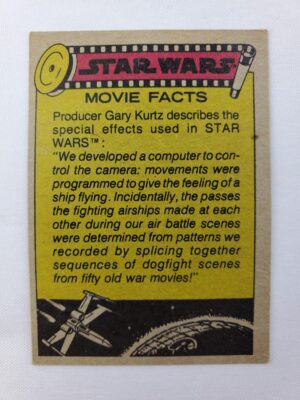 STAR WARS
MOVIE FACTS
Producer Gary Kurtz describes the
special effects used in STAR
WARS™:
"We developed a computer to con-
trol the camera: movements were
programmed to give the feeling of a
ship flying. Incidentally, the passes
the fighting airships made at each
other during our air battle scenes
were determined from patterns we
recorded by splicing together
sequences of dogfight scenes
from fifty old war movies!"